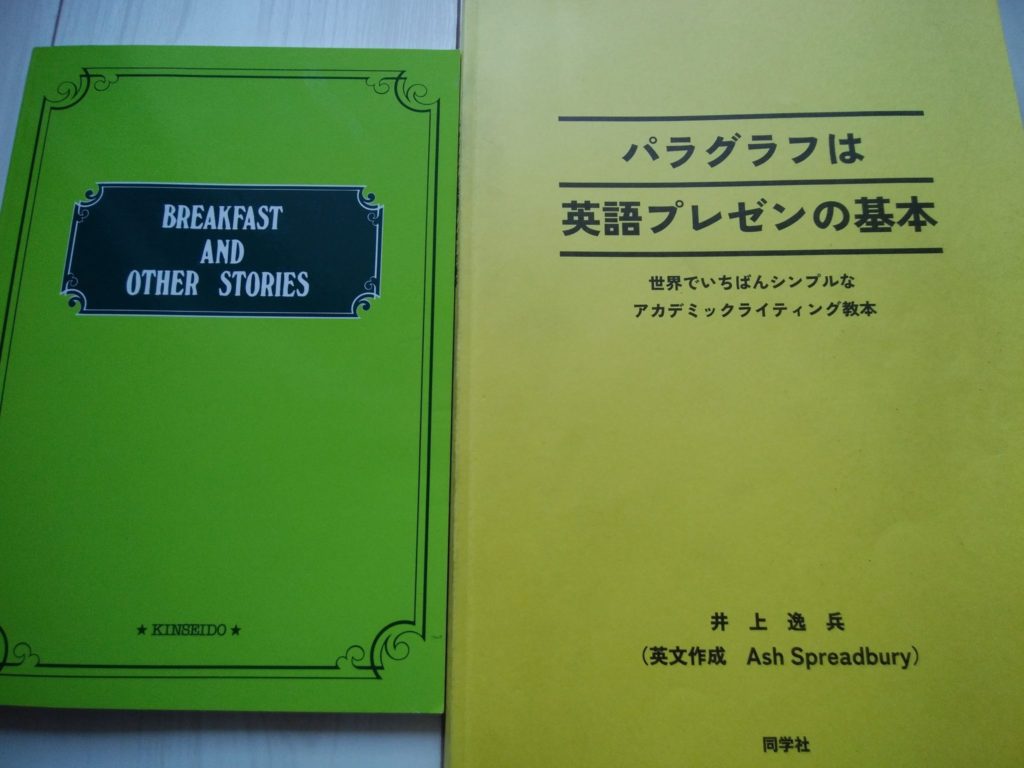 BREAKFAST
AND
OTHER STORIES
★ KINSEIDO ★
パラグラフは
英語プレゼンの基本
世界でいちばんシンプルな
アカデミックライティング教本
井上逸兵
(英文作成 Ash Spreadbury)
同学社